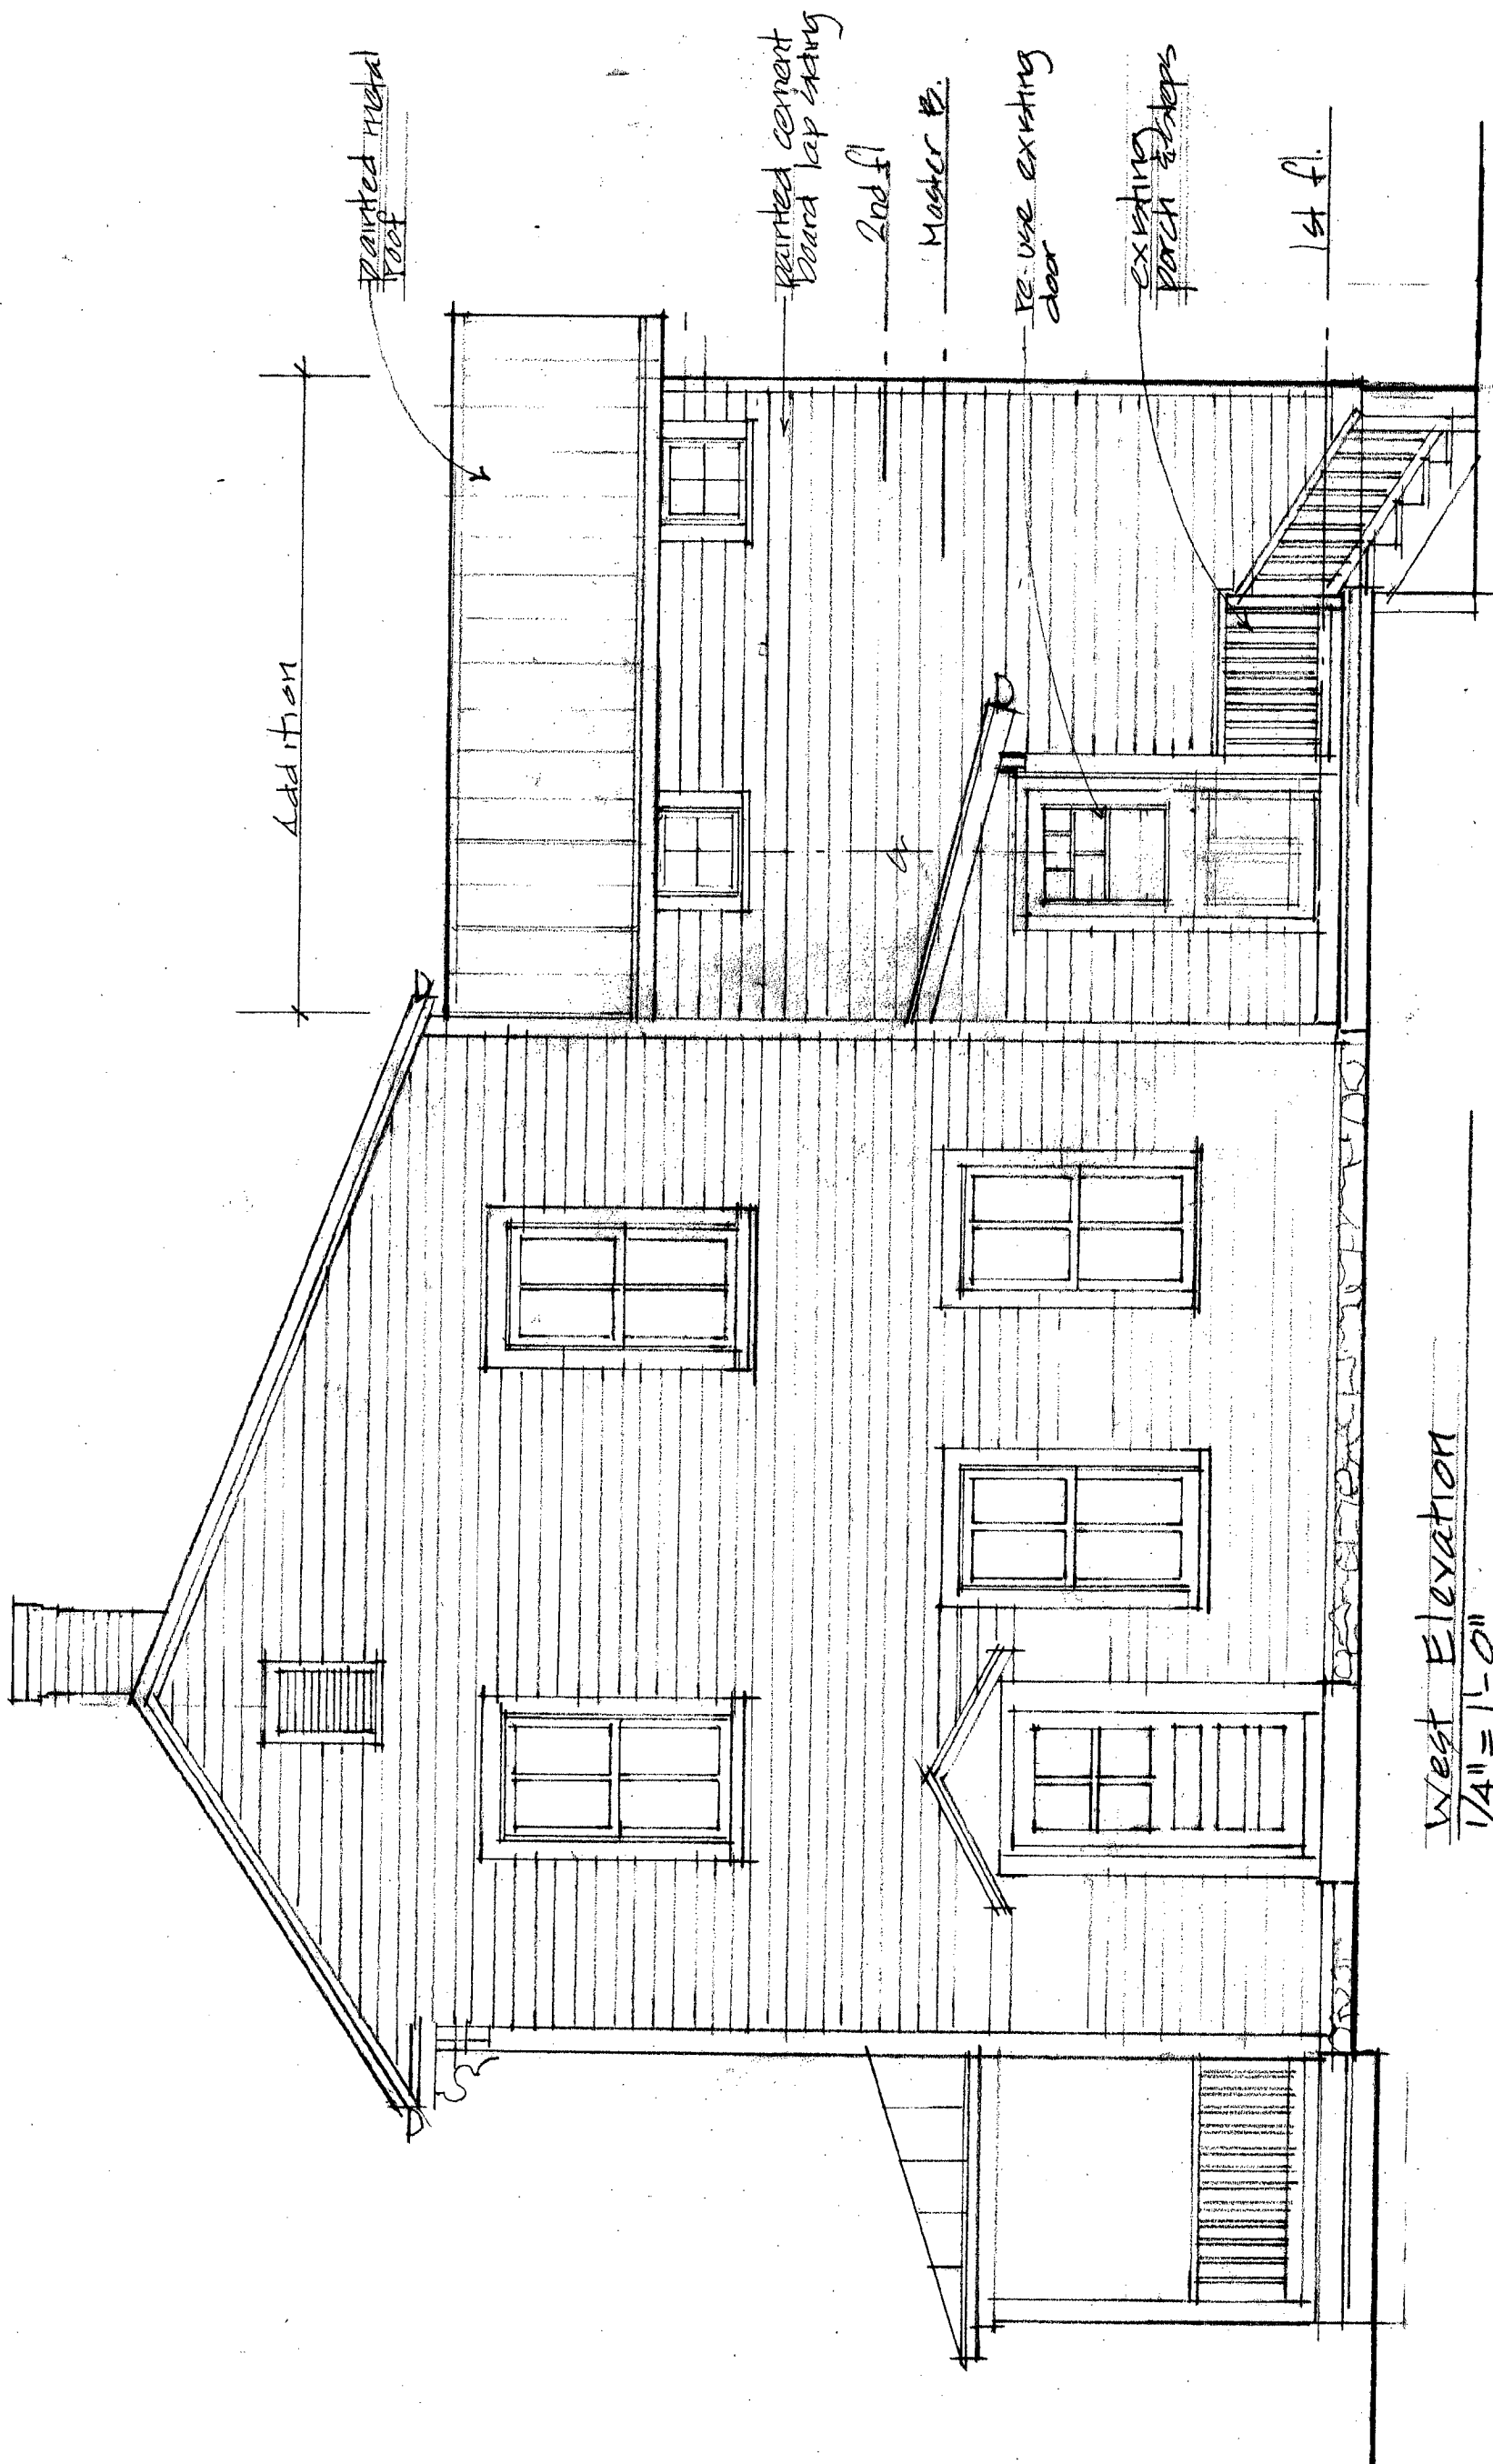 Addition
painted metal
roof
painted cement
board lap siding
2nd fl
Master B.
re-use existing
door
existing
porch & steps
1st fl.
West Elevation
1/4" = 1'-0"